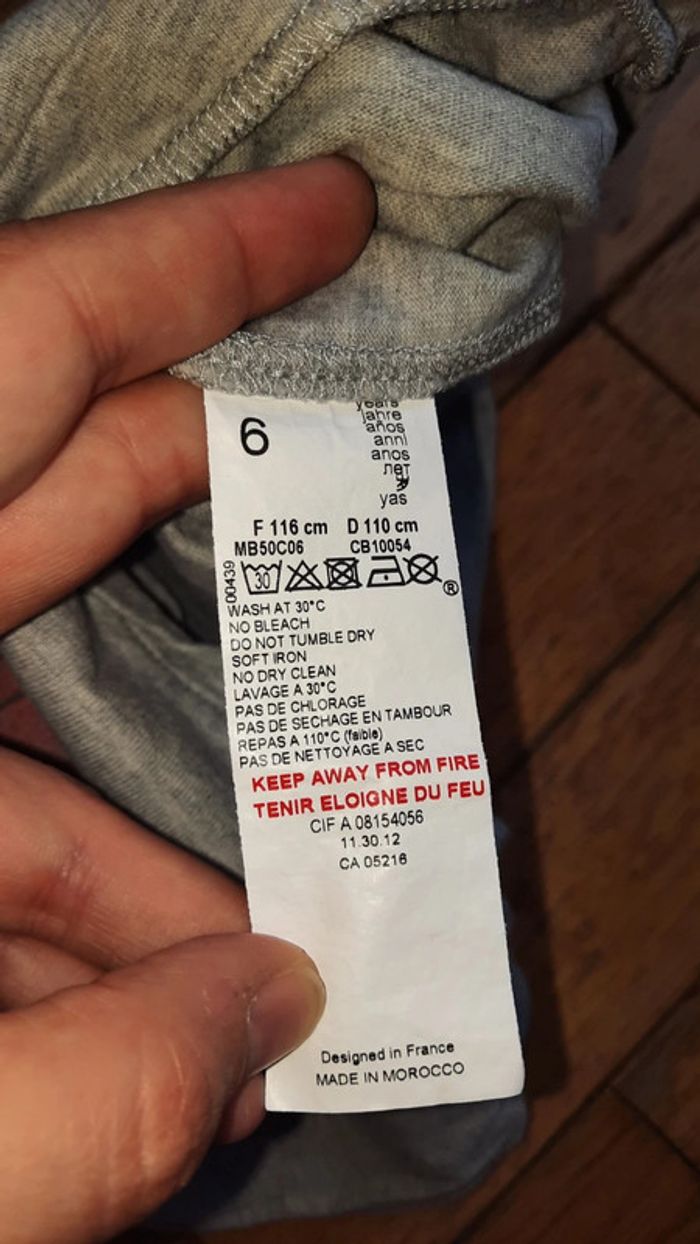 6
years
jahre
años
anni
anos
лет
yas
F 116 cm D 110 cm
MB50C06 CB10054
00439
30
®
WASH AT 30°C
NO BLEACH
DO NOT TUMBLE DRY
SOFT IRON
NO DRY CLEAN
LAVAGE A 30°C
PAS DE CHLORAGE
PAS DE SECHAGE EN TAMBOUR
REPAS A 110°C (faible)
PAS DE NETTOYAGE A SEC
KEEP AWAY FROM FIRE
TENIR ELOIGNE DU FEU
CIF A 08154056
11.30.12
CA 05216
Designed in France
MADE IN MOROCCO